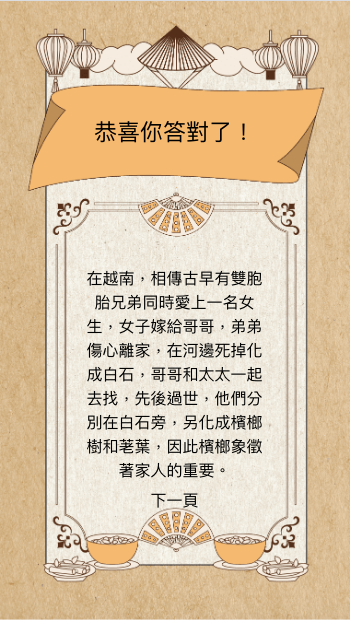 恭喜你答對了！
在越南，相傳古早有雙胞
胎兄弟同時愛上一名女
生，女子嫁給哥哥，弟弟
傷心離家，在河邊死掉化
成白石，哥哥和太太一起
去找，先後過世，他們分
別在白石旁，另化成檳榔
樹和荖葉，因此檳榔象徵
著家人的重要。
下一頁